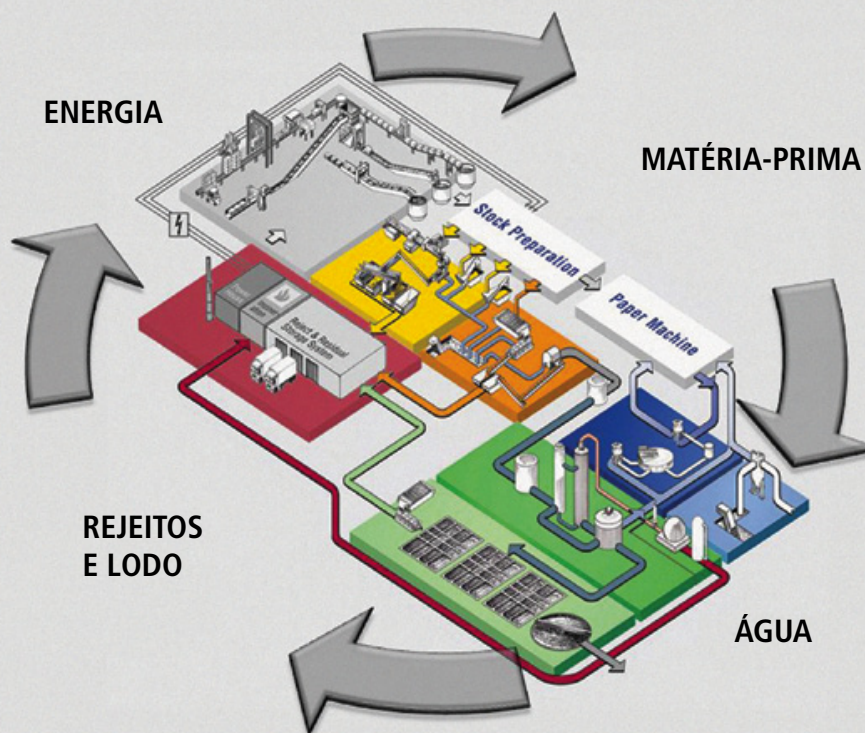 ENERGIA
MATÉRIA-PRIMA
Stock Preparation
Paper Machine
Reject & Residual
Storage System
REJEITOS
E LODO
ÁGUA